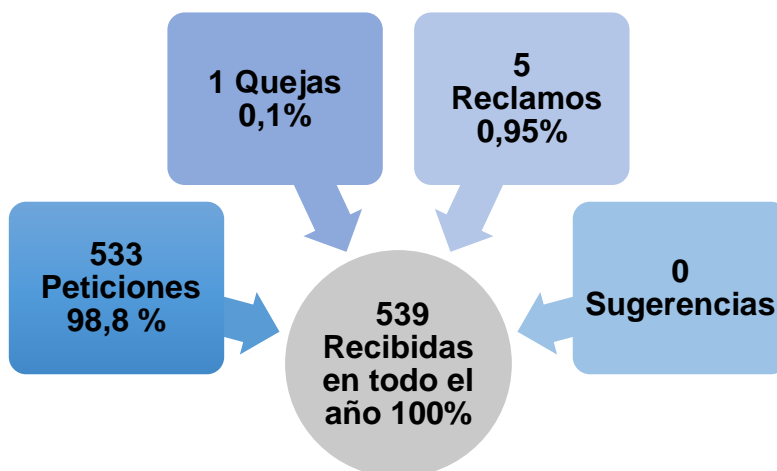 1 Quejas
0,1%
5
Reclamos
0,95%
533
Peticiones
98,8 %
0
Sugerencias
539
Recibidas
en todo el
año 100%